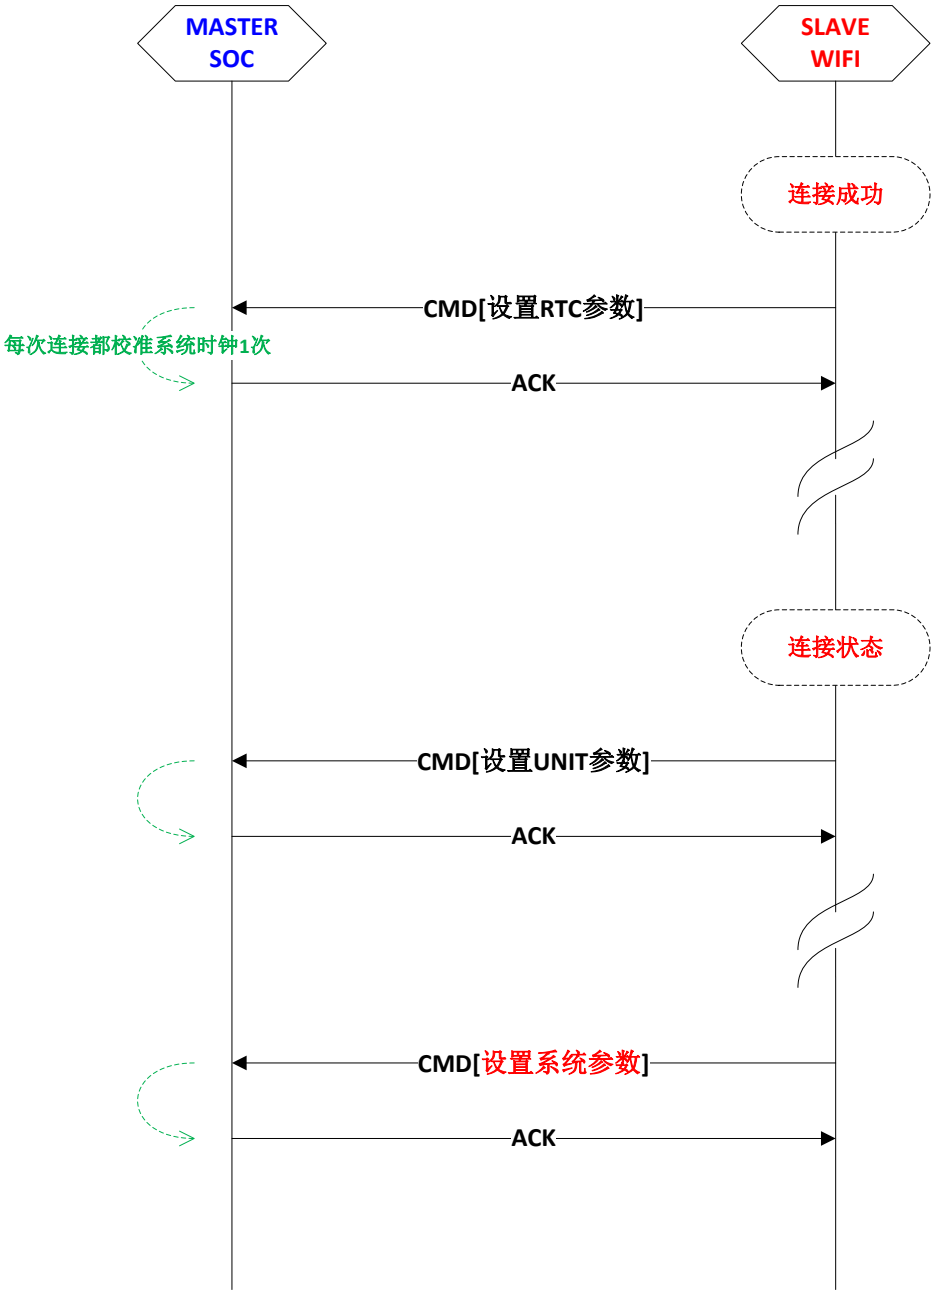 MASTER
SOC
SLAVE
WIFI
连接成功
CMD[设置RTC参数]
每次连接都校准系统时钟1次
ACK
连接状态
CMD[设置UNIT参数]
ACK
CMD[设置系统参数]
ACK